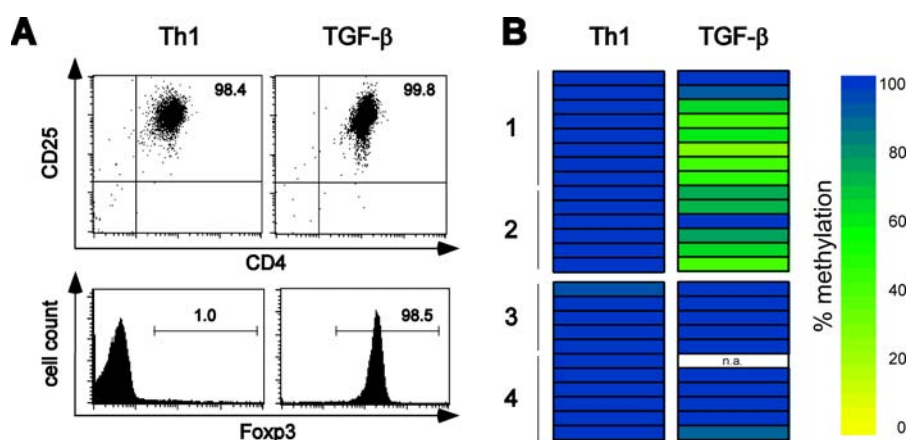 A
Th1
TGF-β
98.4
99.8
CD25
CD4
1.0
98.5
cell count
Foxp3
B
Th1
TGF-β
1
2
3
4
n.a.
% methylation
100
80
60
40
20
0